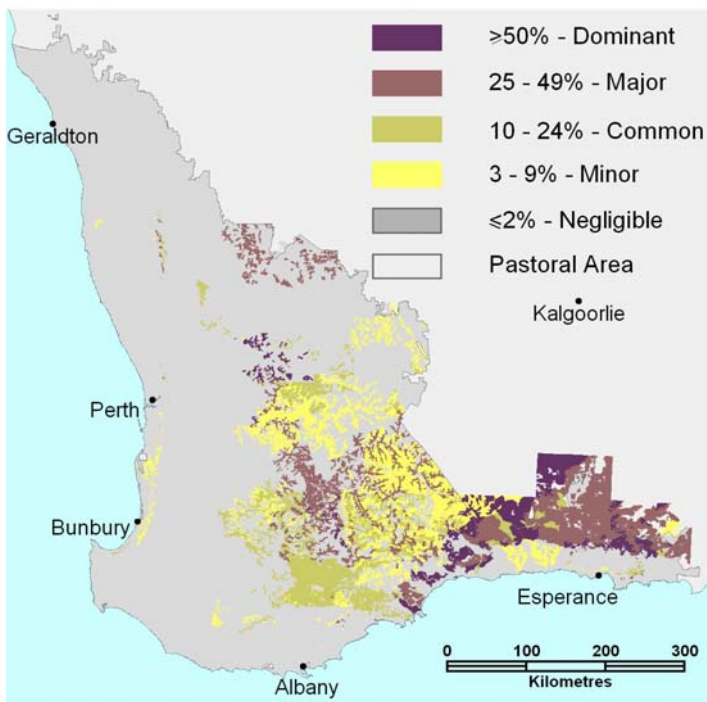 ⩾50% - Dominant
25 - 49% - Major
10 - 24% - Common
3 - 9% - Minor
⩽2% - Negligible
Pastoral Area
Geraldton
Kalgoorlie
Perth
Bunbury
Esperance
Albany
0 100 200 300
Kilometres